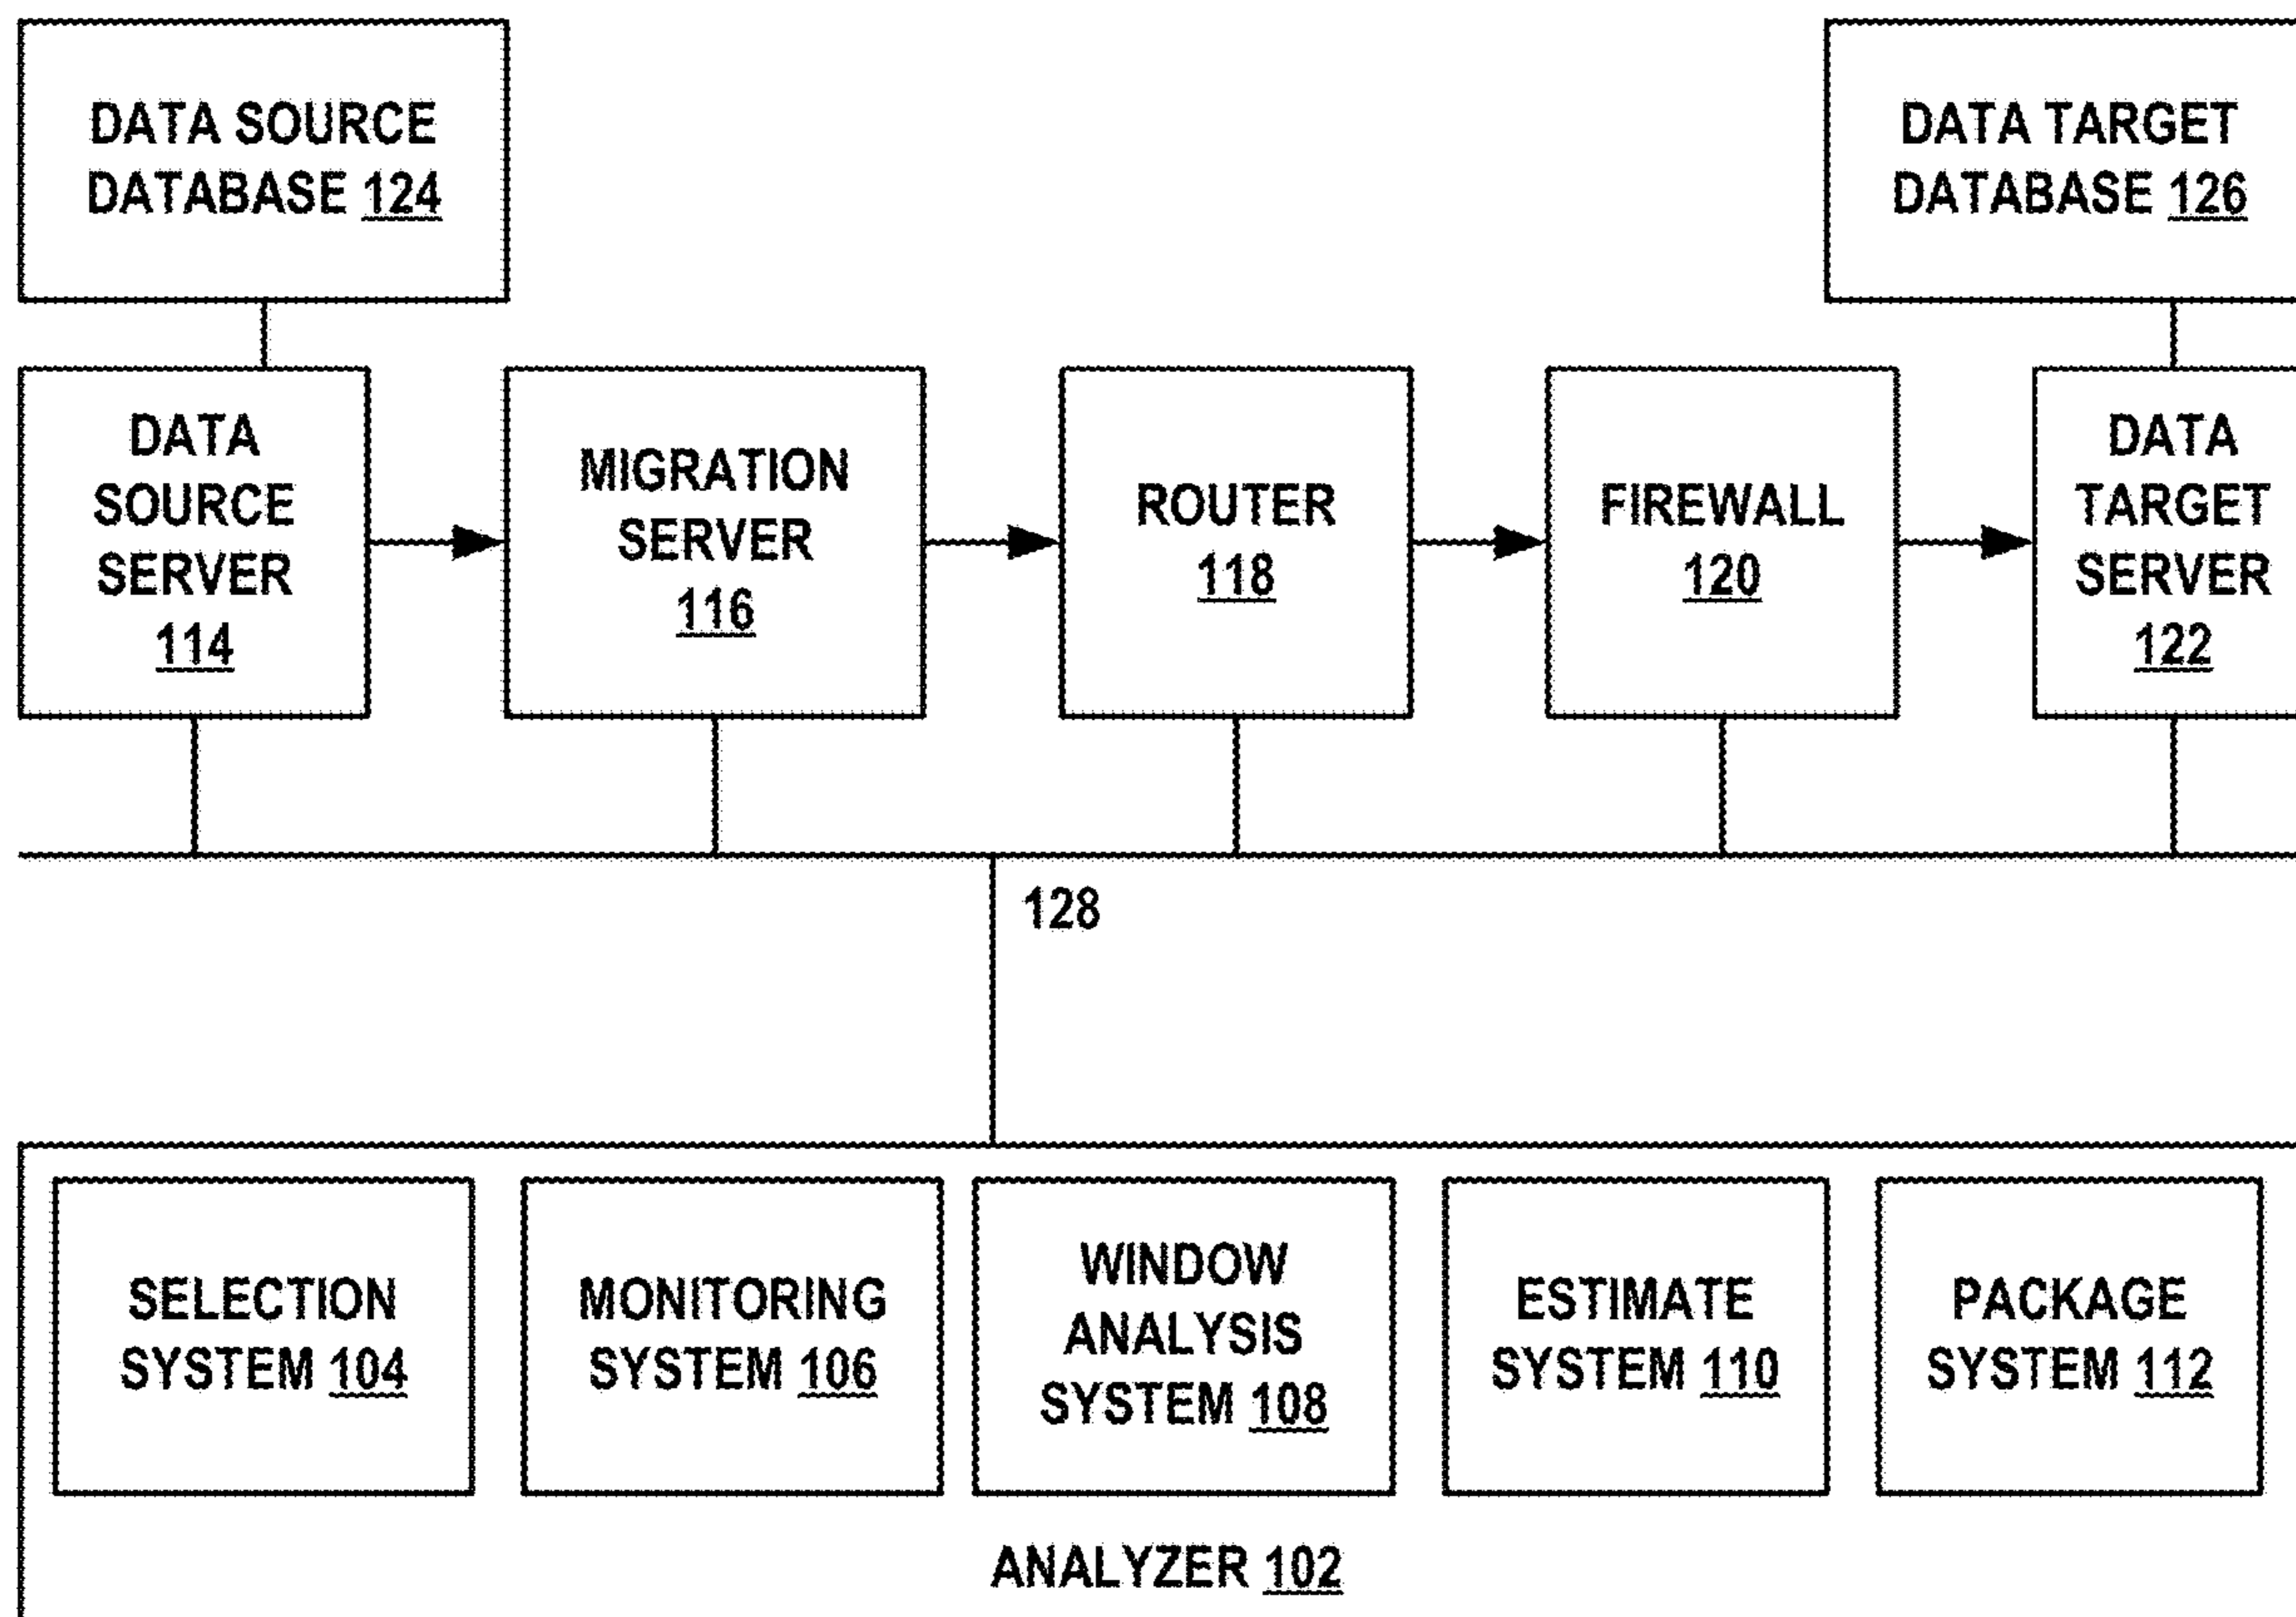 DATA SOURCE
DATABASE 124
DATA TARGET
DATABASE 126
DATA
SOURCE
SERVER
114
MIGRATION
SERVER
116
ROUTER
118
FIREWALL
120
DATA
TARGET
SERVER
122
128
SELECTION
SYSTEM 104
MONITORING
SYSTEM 106
WINDOW
ANALYSIS
SYSTEM 108
ESTIMATE
SYSTEM 110
PACKAGE
SYSTEM 112
ANALYZER 102